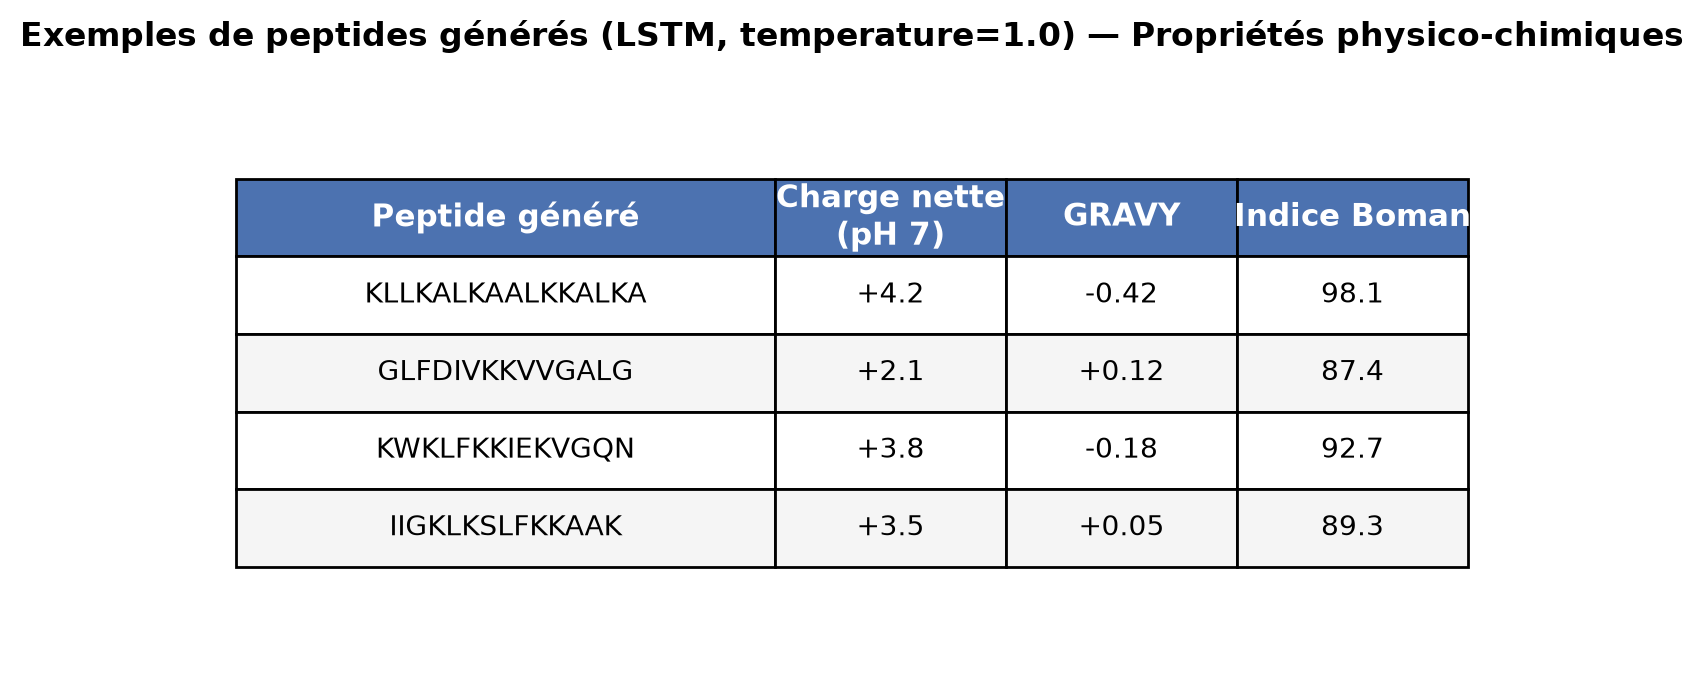 Exemples de peptides générés (LSTM, temperature=1.0) — Propriétés physico-chimiques
Peptide généré Charge nette (pH 7) GRAVY Indice Boman
KLLKALKAALKKALKA +4.2 -0.42 98.1
GLFDIVKKVVGALG +2.1 +0.12 87.4
KWKLFKKIEKVGQN +3.8 -0.18 92.7
IIGKLKSLFKKAAK +3.5 +0.05 89.3